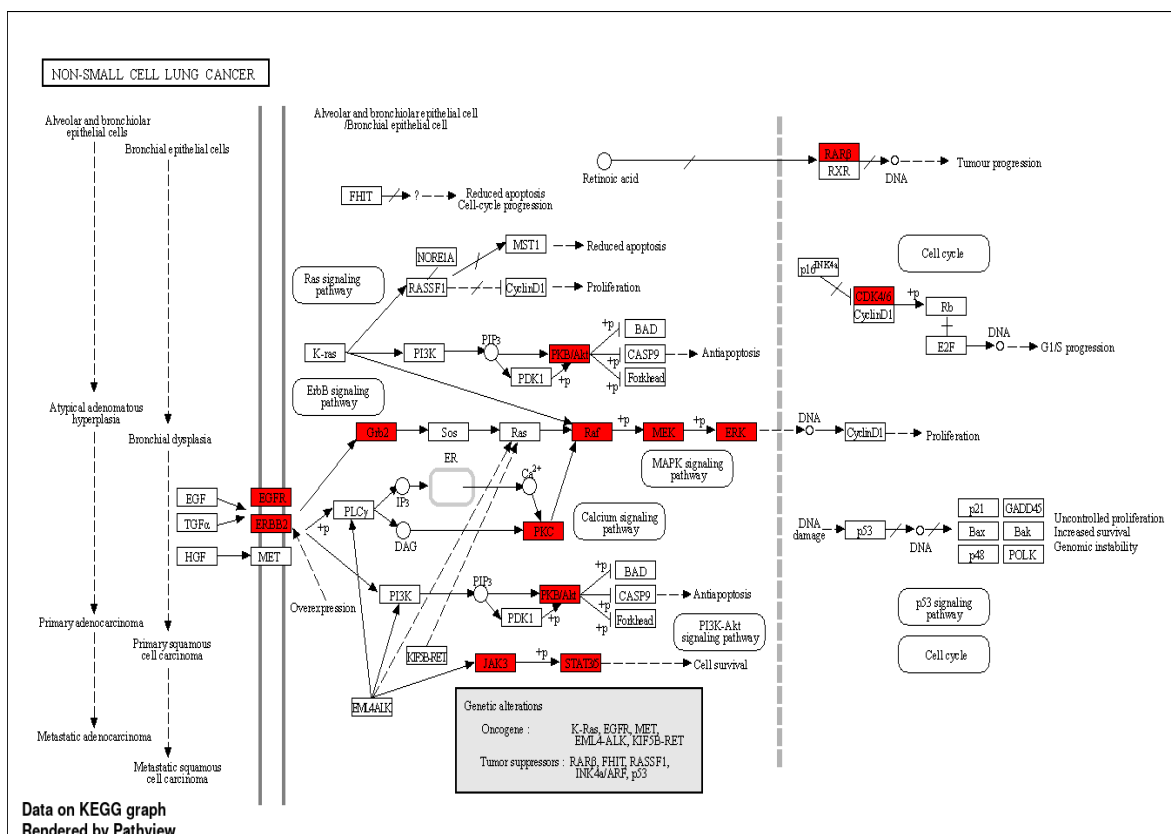 NON-SMALL CELL LUNG CANCER
Alveolar and bronchiolar
epithelial cells
Bronchial epithelial cells
Alveolar and bronchiolar epithelial cell
/Bronchial epithelial cell
Retinoic acid
RARβ
RXR
DNA
Tumour progression
FHIT
?
Reduced apoptosis
Cell-cycle progression
Ras signaling
pathway
NORE1A
RASSF1
MST1
Reduced apoptosis
CyclinD1
Proliferation
Cell cycle
p16INK4a
CDK4/6
CyclinD1
+p
Rb
E2F
DNA
G1/S progression
K-ras
PI3K
PIP3
PDK1
+p
PKB/Akt
+p
+p
+p
BAD
CASP9
Forkhead
Antiapoptosis
ErbB signaling
pathway
Atypical adenomatous
hyperplasia
Bronchial dysplasia
Grb2
Sos
Ras
Raf
+p
MEK
+p
ERK
DNA
CyclinD1
Proliferation
MAPK signaling
pathway
ER
EGF
TGFα
HGF
EGFR
ERBB2
MET
+p
PLCγ
IP3
Ca2+
DAG
PKC
Calcium signaling
pathway
DNA
damage
p53
DNA
p21
GADD45
Bax
Bak
p48
POLK
Uncontrolled proliferation
Increased survival
Genomic instability
Overexpression
PI3K
PIP3
PDK1
+p
PKB/Akt
+p
+p
+p
BAD
CASP9
Forkhead
Antiapoptosis
PI3K-Akt
signaling pathway
p53 signaling
pathway
Cell cycle
Primary adenocarcinoma
Primary squamous
cell carcinoma
KIF5B-RET
EML4ALK
JAK3
+p
STAT3/5
Cell survival
Metastatic adenocarcinoma
Metastatic squamous
cell carcinoma
Genetic alterations
Oncogene : K-Ras, EGFR, MET,
EML4-ALK, KIF5B-RET
Tumor suppressors : RARβ, FHIT, RASSF1,
INK4a/ARF, p53
Data on KEGG graph
Rendered by Pathview